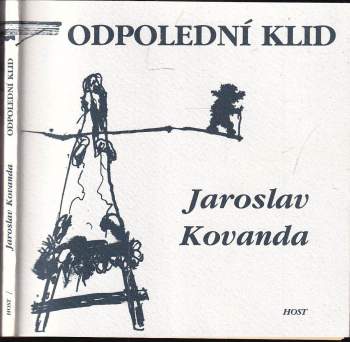 ODPOLEDNÍ KLID
Jaroslav
Kovanda
HOST
HOST / Jaroslav Kovanda ODPOLEDNÍ KLID